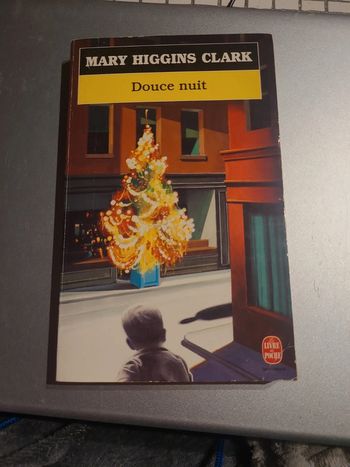 MARY HIGGINS CLARK
Douce nuit
LE LIVRE
DE POCHE